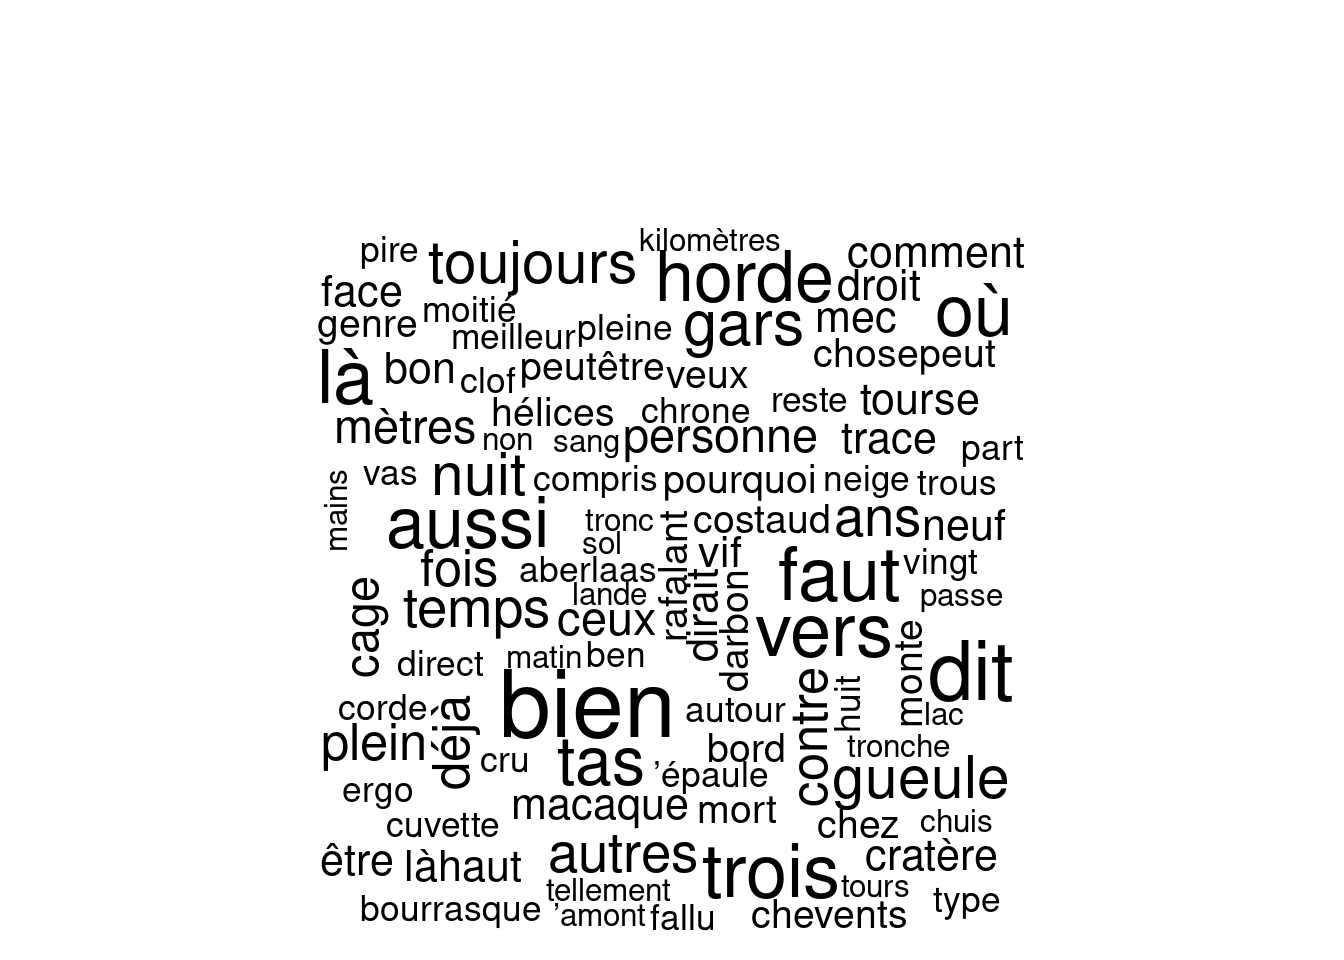 kilomètres
pire toujours horde comment
face droit
moitié où
genre meilleur pleine gars mec
chosepeut
là bon clof peutêtre veux
reste tourse
hélices chrone
mètres non sang personne trace part
vas nuit compris pourquoi neige trous
mains
aussi tronc costaud ans neuf
sol rafalant vif
fois aberlaas faut vingt
cage lande dirait darbon passe
temps ceux vers
direct matin ben monte dit
corde bien autour contre huit lac
plein déjà cru tas bord tronche
'épaule gueule
ergo macaque mort
cuvette chez chuis
être làhaut autres trois cratère
tellement tours
bourrasque 'amont fallu chevents type